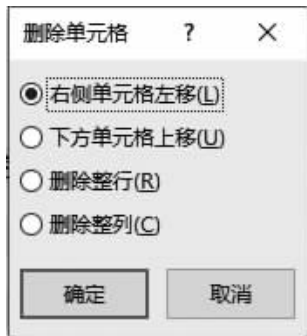 删除单元格 ?
右侧单元格左移(L)
下方单元格上移(U)
删除整行(R)
删除整列(C)
确定 取消